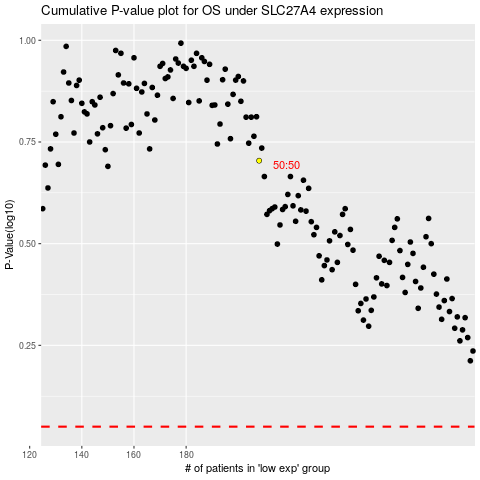 Cumulative P-value plot for OS under SLC27A4 expression
1.00
0.75
50:50
P-Value(log10)
0.50
0.25
120 140 160 180
# of patients in 'low exp' group